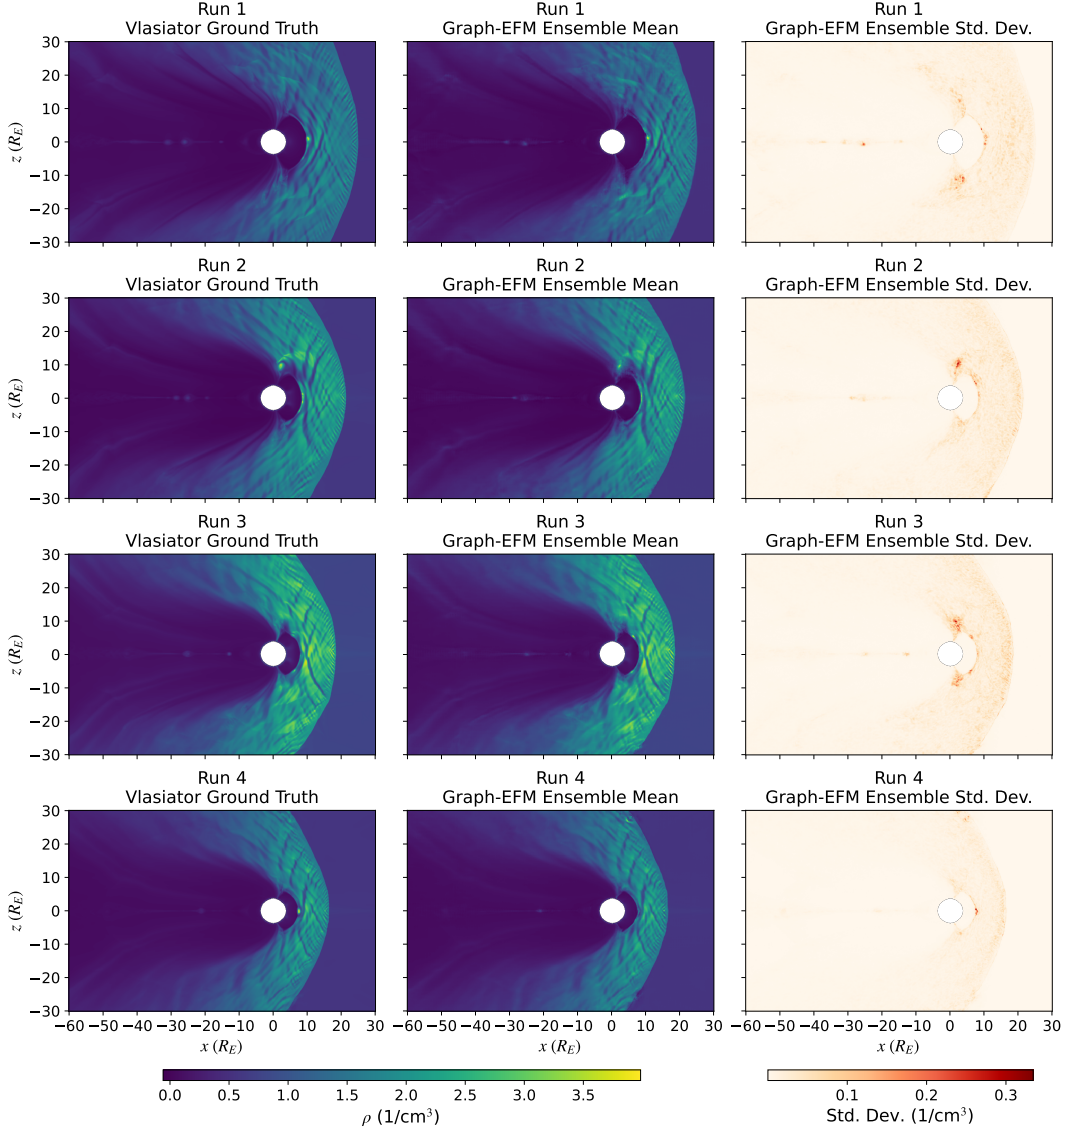 Run 1
Vlasiator Ground Truth
Run 1
Graph-EFM Ensemble Mean
Run 1
Graph-EFM Ensemble Std. Dev.
30
20
10
0
−10
−20
−30
z (R_E)
Run 2
Vlasiator Ground Truth
Run 2
Graph-EFM Ensemble Mean
Run 2
Graph-EFM Ensemble Std. Dev.
30
20
10
0
−10
−20
−30
z (R_E)
Run 3
Vlasiator Ground Truth
Run 3
Graph-EFM Ensemble Mean
Run 3
Graph-EFM Ensemble Std. Dev.
30
20
10
0
−10
−20
−30
z (R_E)
Run 4
Vlasiator Ground Truth
Run 4
Graph-EFM Ensemble Mean
Run 4
Graph-EFM Ensemble Std. Dev.
30
20
10
0
−10
−20
−30
z (R_E)
−60 −50 −40 −30 −20 −10 0 10 20 30
x (R_E)
−60 −50 −40 −30 −20 −10 0 10 20 30
x (R_E)
−60 −50 −40 −30 −20 −10 0 10 20 30
x (R_E)
0.0 0.5 1.0 1.5 2.0 2.5 3.0 3.5
ρ (1/cm³)
0.1 0.2 0.3
Std. Dev. (1/cm³)